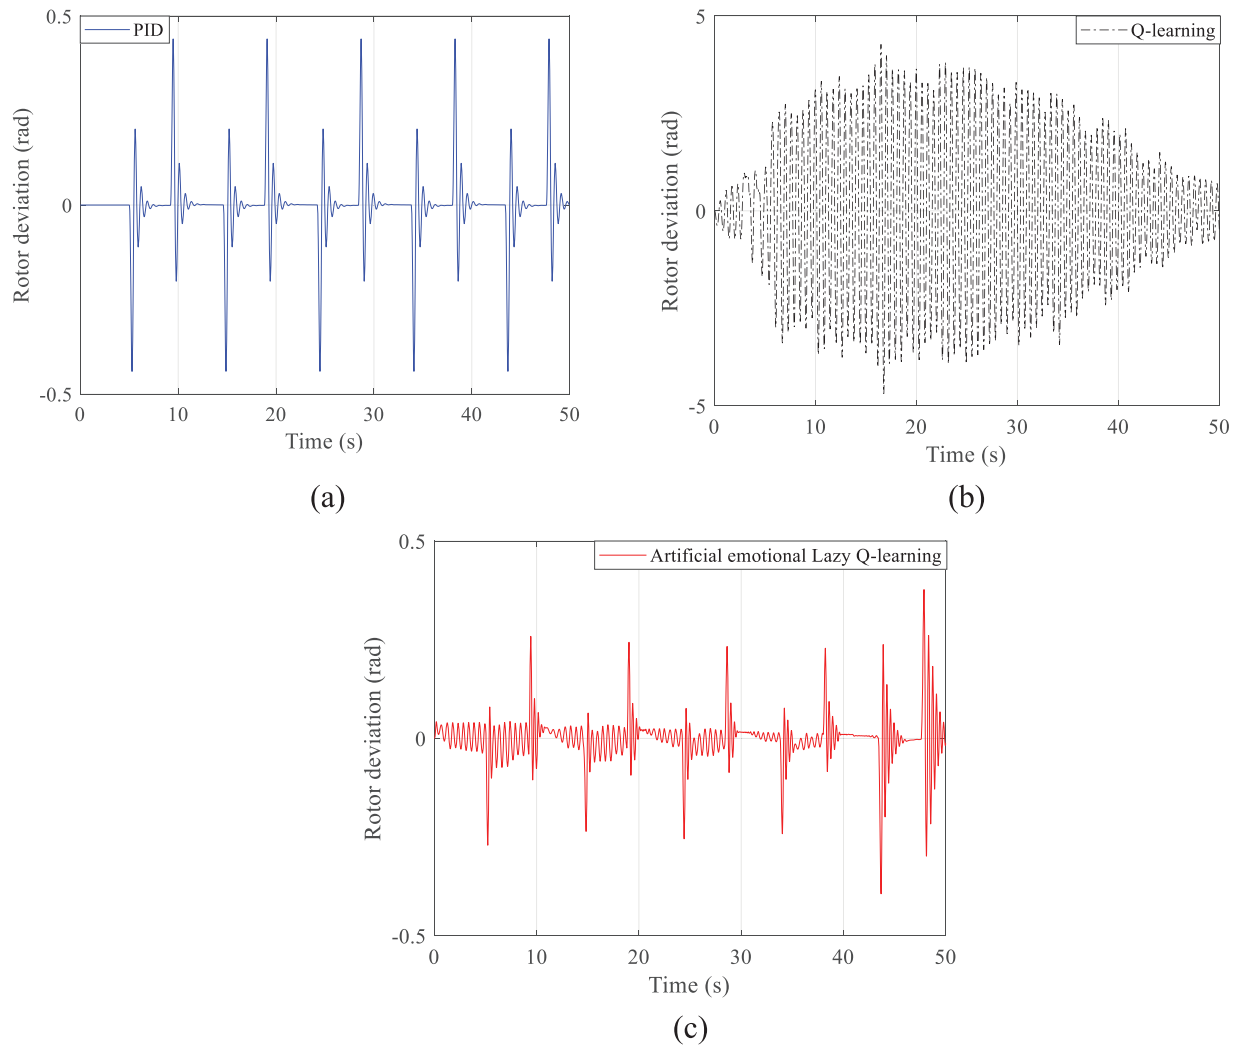 0.5
PID
0
-0.5
Rotor deviation (rad)
0 10 20 30 40 50
Time (s)
(a)
5
Q-learning
0
-5
Rotor deviation (rad)
0 10 20 30 40 50
Time (s)
(b)
0.5
Artificial emotional Lazy Q-learning
0
-0.5
Rotor deviation (rad)
0 10 20 30 40 50
Time (s)
(c)